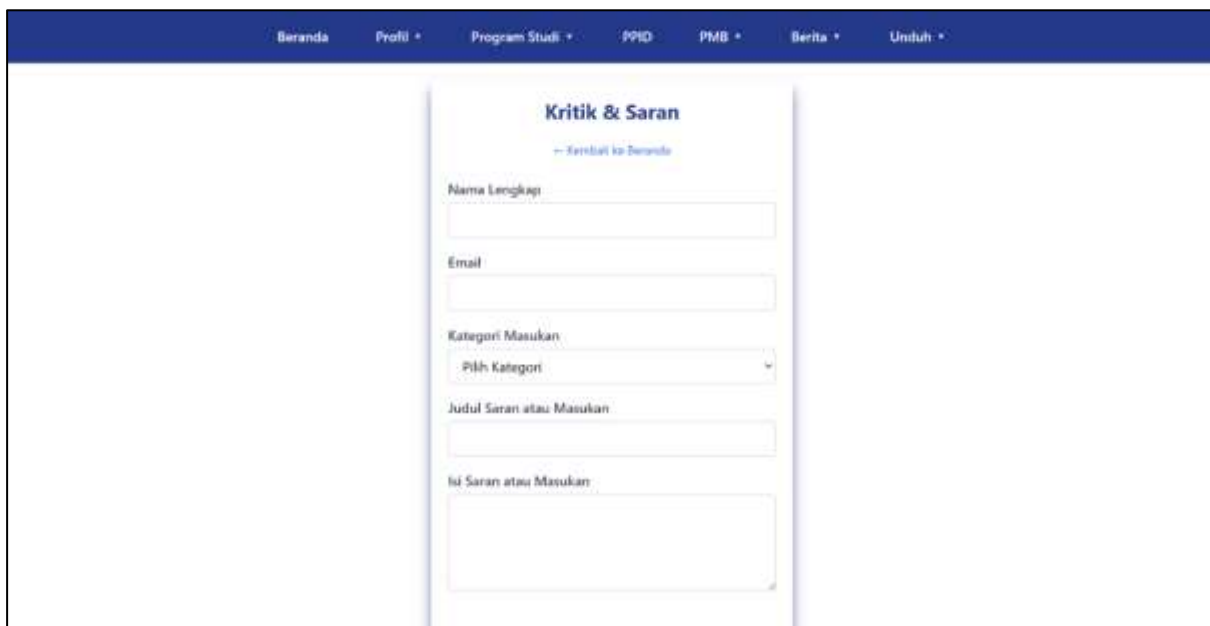 Beranda Profil Program Studi PPID PMB Berita Unduh
Kritik & Saran
← Kembali ke Beranda
Nama Lengkap
Email
Kategori Masukan
Pilih Kategori
Judul Saran atau Masukan
Isi Saran atau Masukan